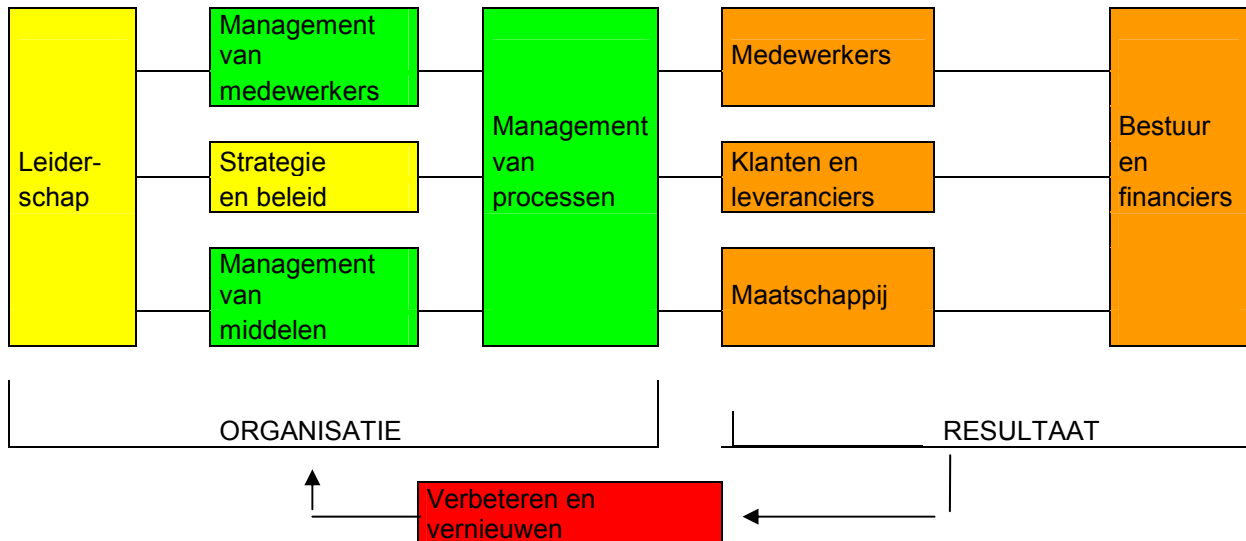 Leider-
schap
Management
van
medewerkers
Strategie
en beleid
Management
van
middelen
Management
van
processen
Medewerkers
Klanten en
leveranciers
Maatschappij
Bestuur
en
financiers
ORGANISATIE
RESULTAAT
Verbeteren en
vernieuwen